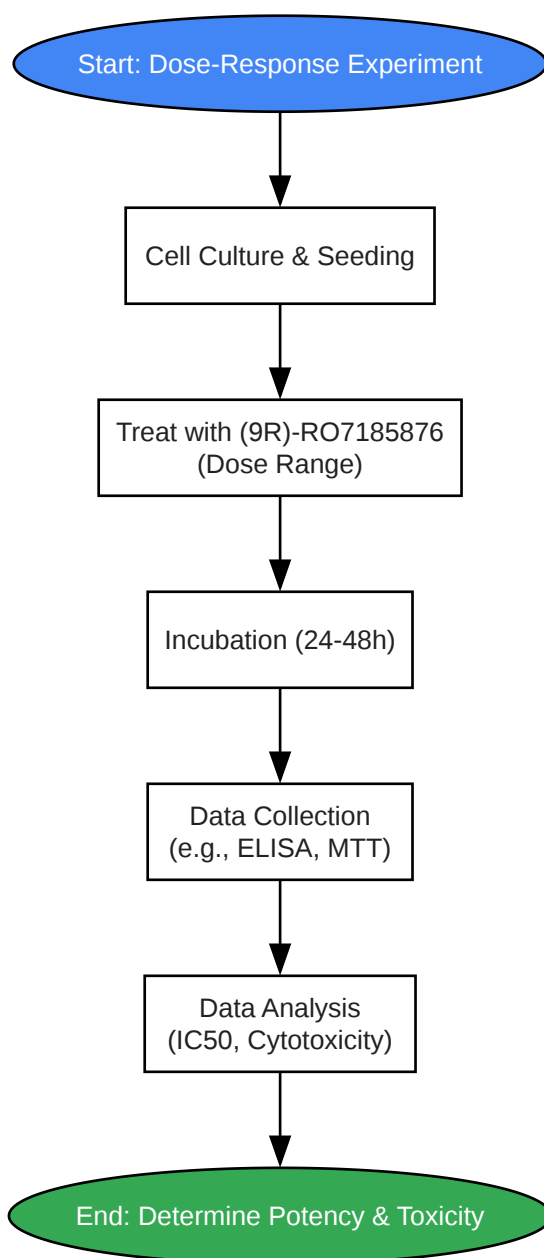 Start: Dose-Response Experiment
Cell Culture & Seeding
Treat with (9R)-RO7185876
(Dose Range)
Incubation (24-48h)
Data Collection
(e.g., ELISA, MTT)
Data Analysis
(IC50, Cytotoxicity)
End: Determine Potency & Toxicity